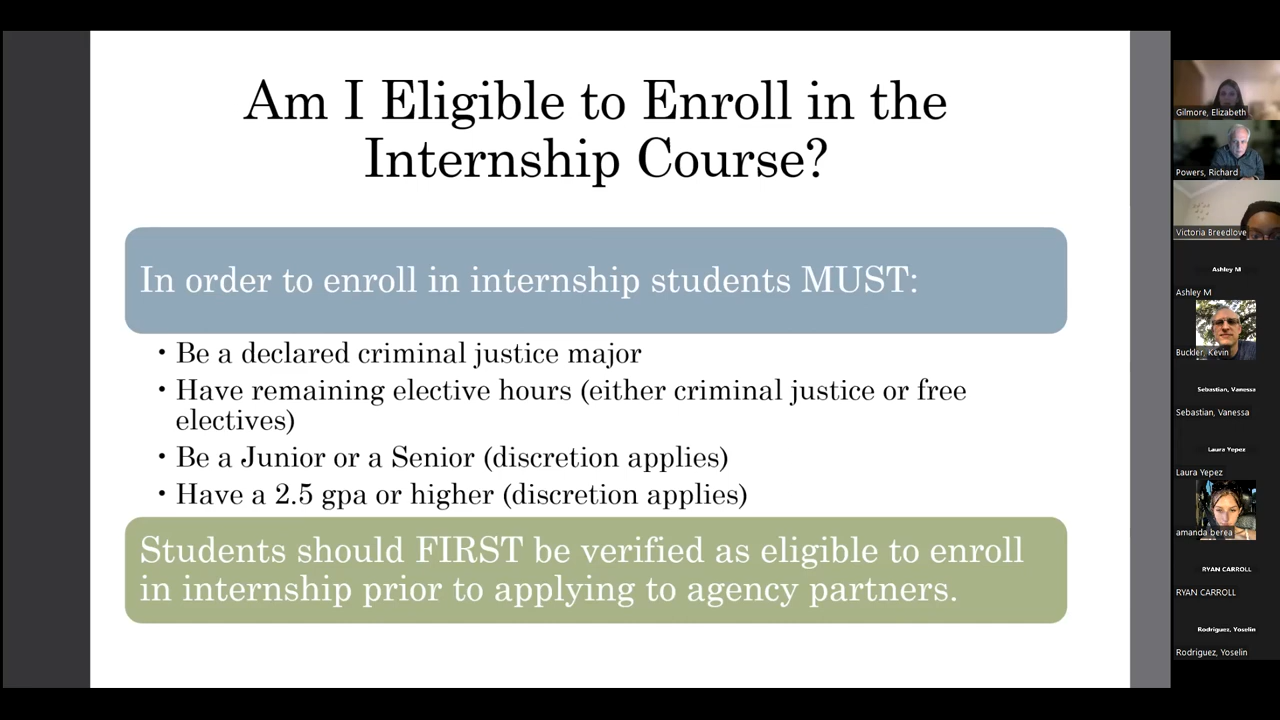 Am I Eligible to Enroll in the
Internship Course?
In order to enroll in internship students MUST:
• Be a declared criminal justice major
• Have remaining elective hours (either criminal justice or free
electives)
• Be a Junior or a Senior (discretion applies)
• Have a 2.5 gpa or higher (discretion applies)
Students should FIRST be verified as eligible to enroll
in internship prior to applying to agency partners.
Gilmore, Elizabeth
Powers, Richard
Victoria Breedlove
Ashley M
Ashley M
Buckler, Kevin
Sebastian, Vanessa
Sebastian, Vanessa
Laura Yepez
Laura Yepez
amanda berea
RYAN CARROLL
RYAN CARROLL
Rodriguez, Yoselin
Rodriguez, Yoselin